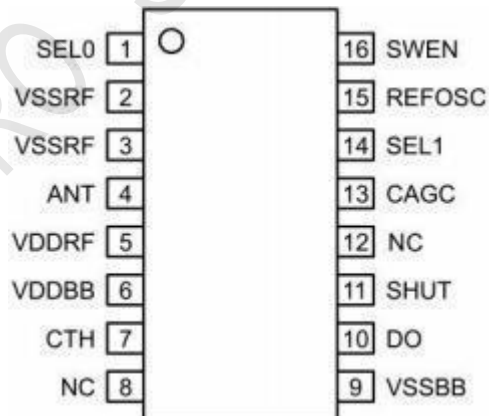 SEL0 1 16 SWEN
VSSRF 2 15 REFOSC
VSSRF 3 14 SEL1
ANT 4 13 CAGC
VDDRF 5 12 NC
VDDBB 6 11 SHUT
CTH 7 10 DO
NC 8 9 VSSBB